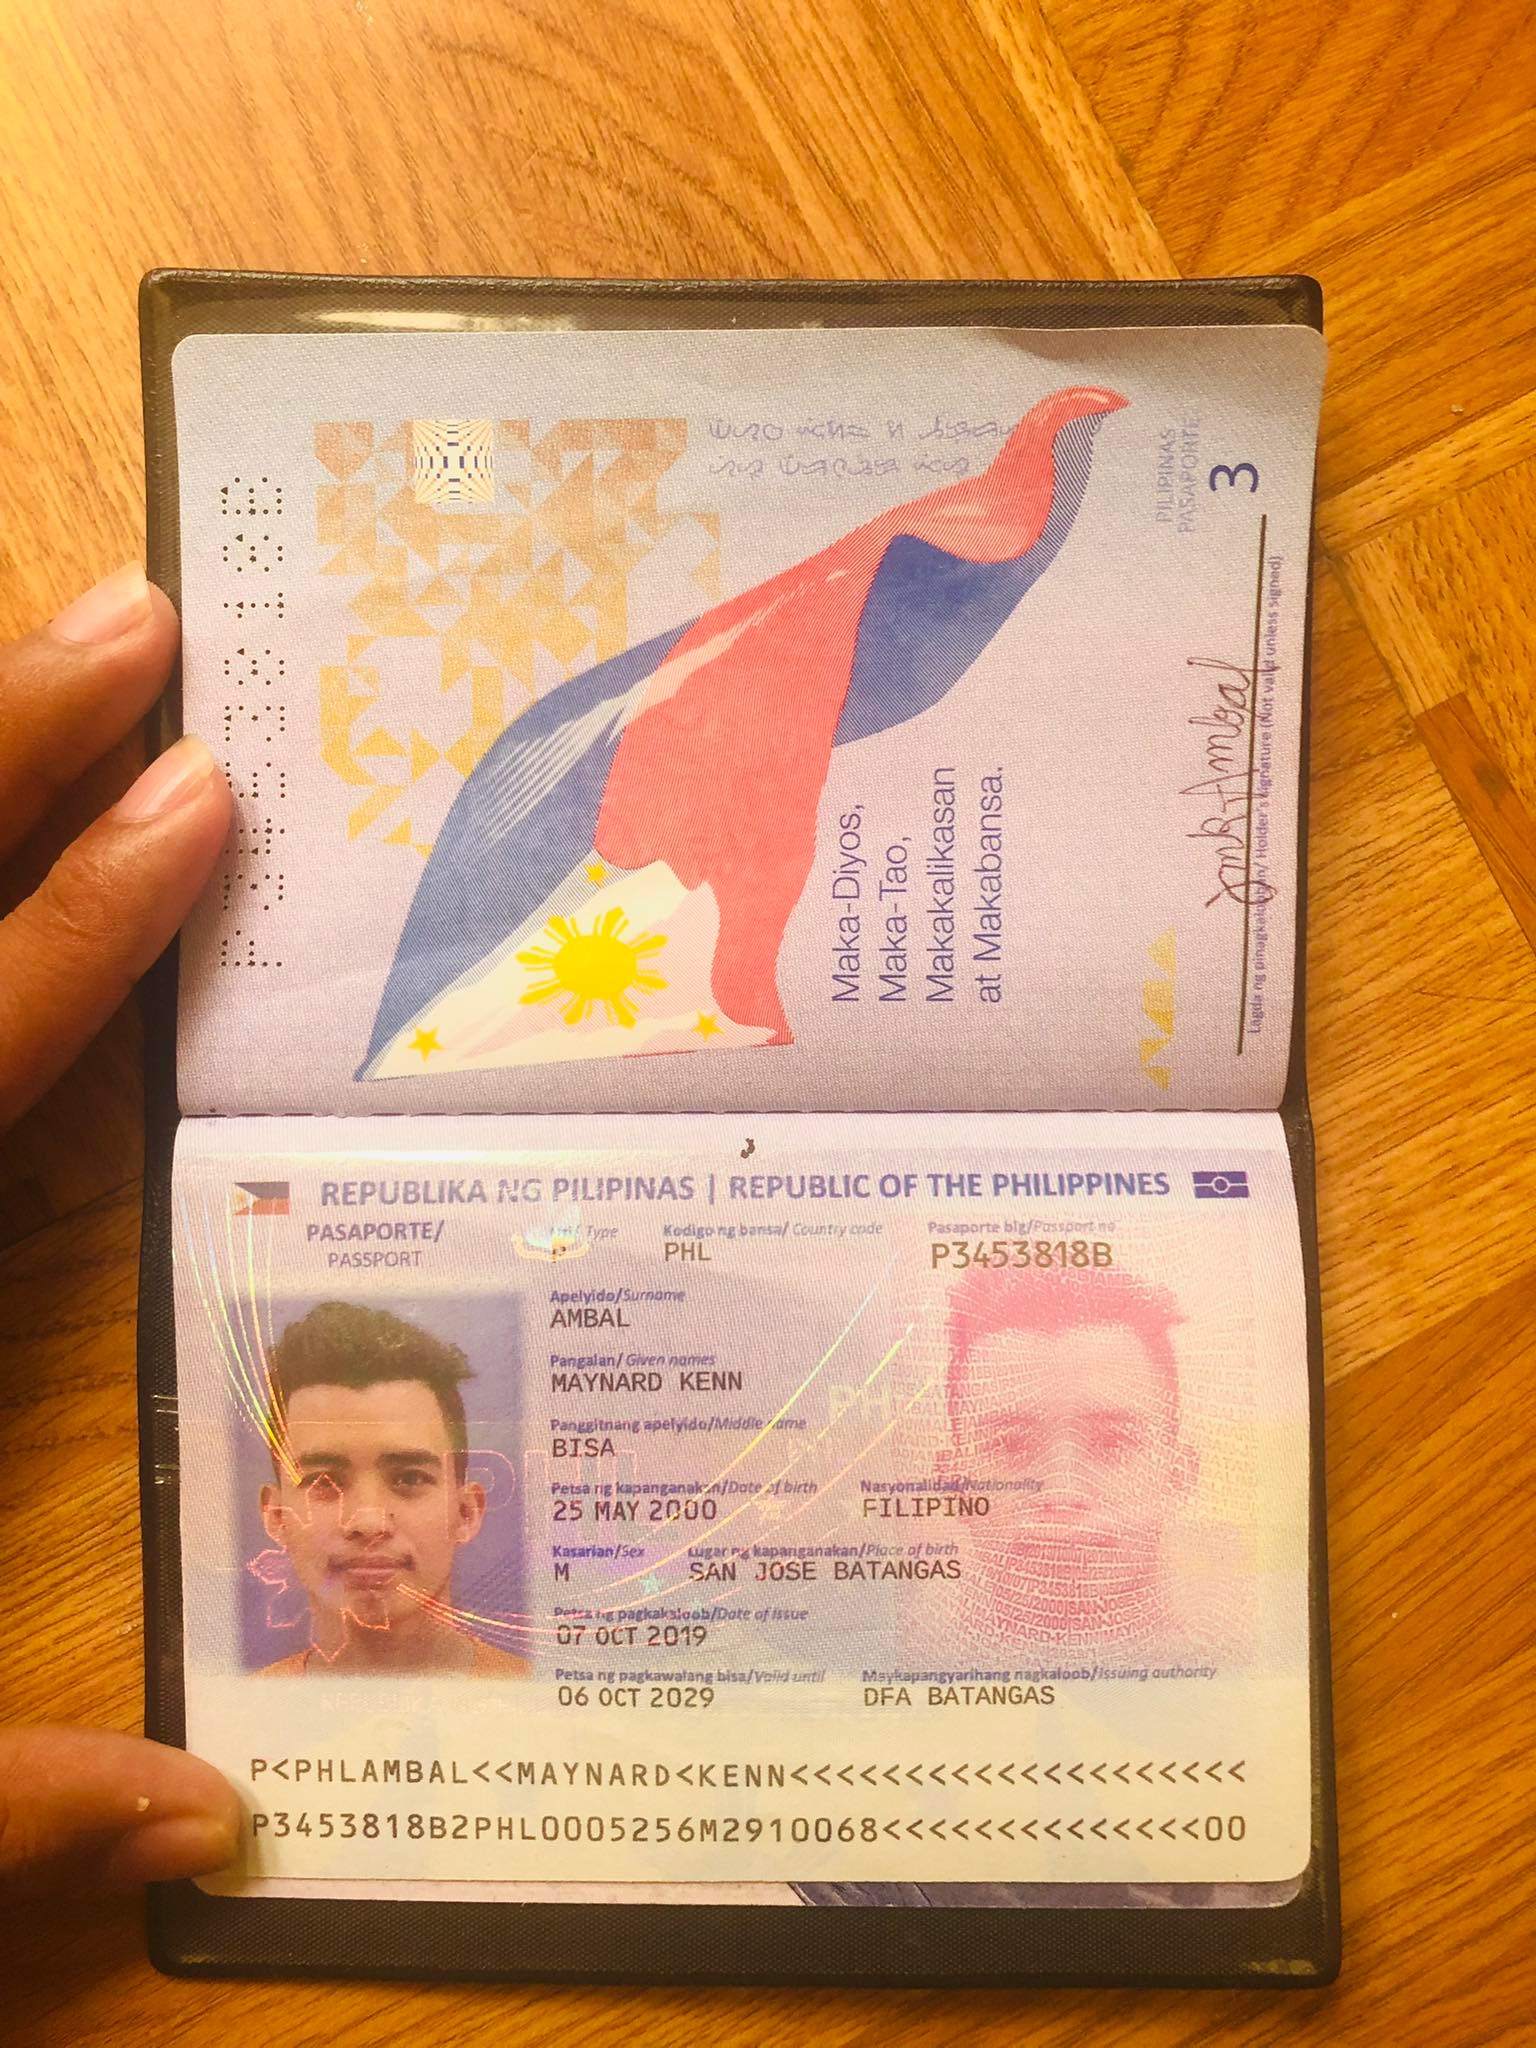 P3453818B
PILIPINAS
PASAPORTE
3
Maka-Diyos,
Maka-Tao,
Makakalikasan
at Makabansa.
Ambal
Lagda ng pinagkalooban/ Holder's signature (Not valid unless signed)
REPUBLIKA NG PILIPINAS | REPUBLIC OF THE PHILIPPINES
PASAPORTE/ Uri/ Type Kodigo ng bansa/ Country code Pasaporte blg/Passport no
PASSPORT P PHL P3453818B
Apelyido/Surname
AMBAL
Pangalan/ Given names
MAYNARD KENN
Panggitnang apelyido/Middle name
BISA
Petsa ng kapanganakan/Date of birth Nasyonalidad/Nationality
25 MAY 2000 FILIPINO
Kasarian/Sex Lugar ng kapanganakan/Place of birth
M SAN JOSE BATANGAS
Petsa ng pagkakaloob/Date of issue
07 OCT 2019
Petsa ng pagkawalang bisa/Valid until Maykapangyarihang nagkaloob/Issuing authority
06 OCT 2029 DFA BATANGAS
P<PHLAMBAL<<MAYNARD<KENN<<<<<<<<<<<<<<<<<<<<
P3453818B2PHL0005256M2910068<<<<<<<<<<<<<<00